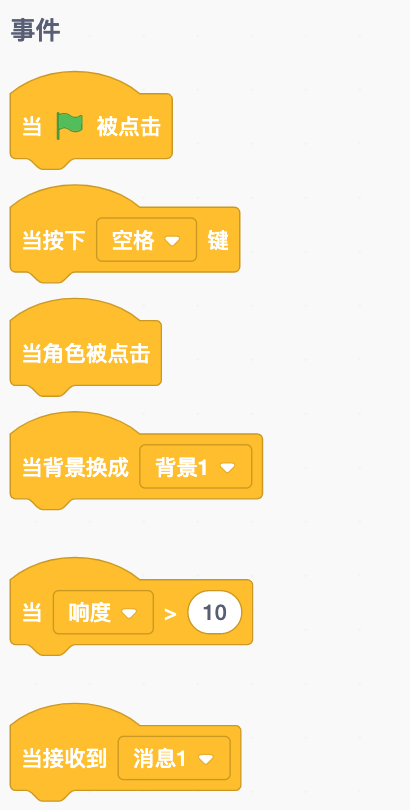 事件
当 被点击
当按下 空格 键
当角色被点击
当背景换成 背景1
当 响度 > 10
当接收到 消息1